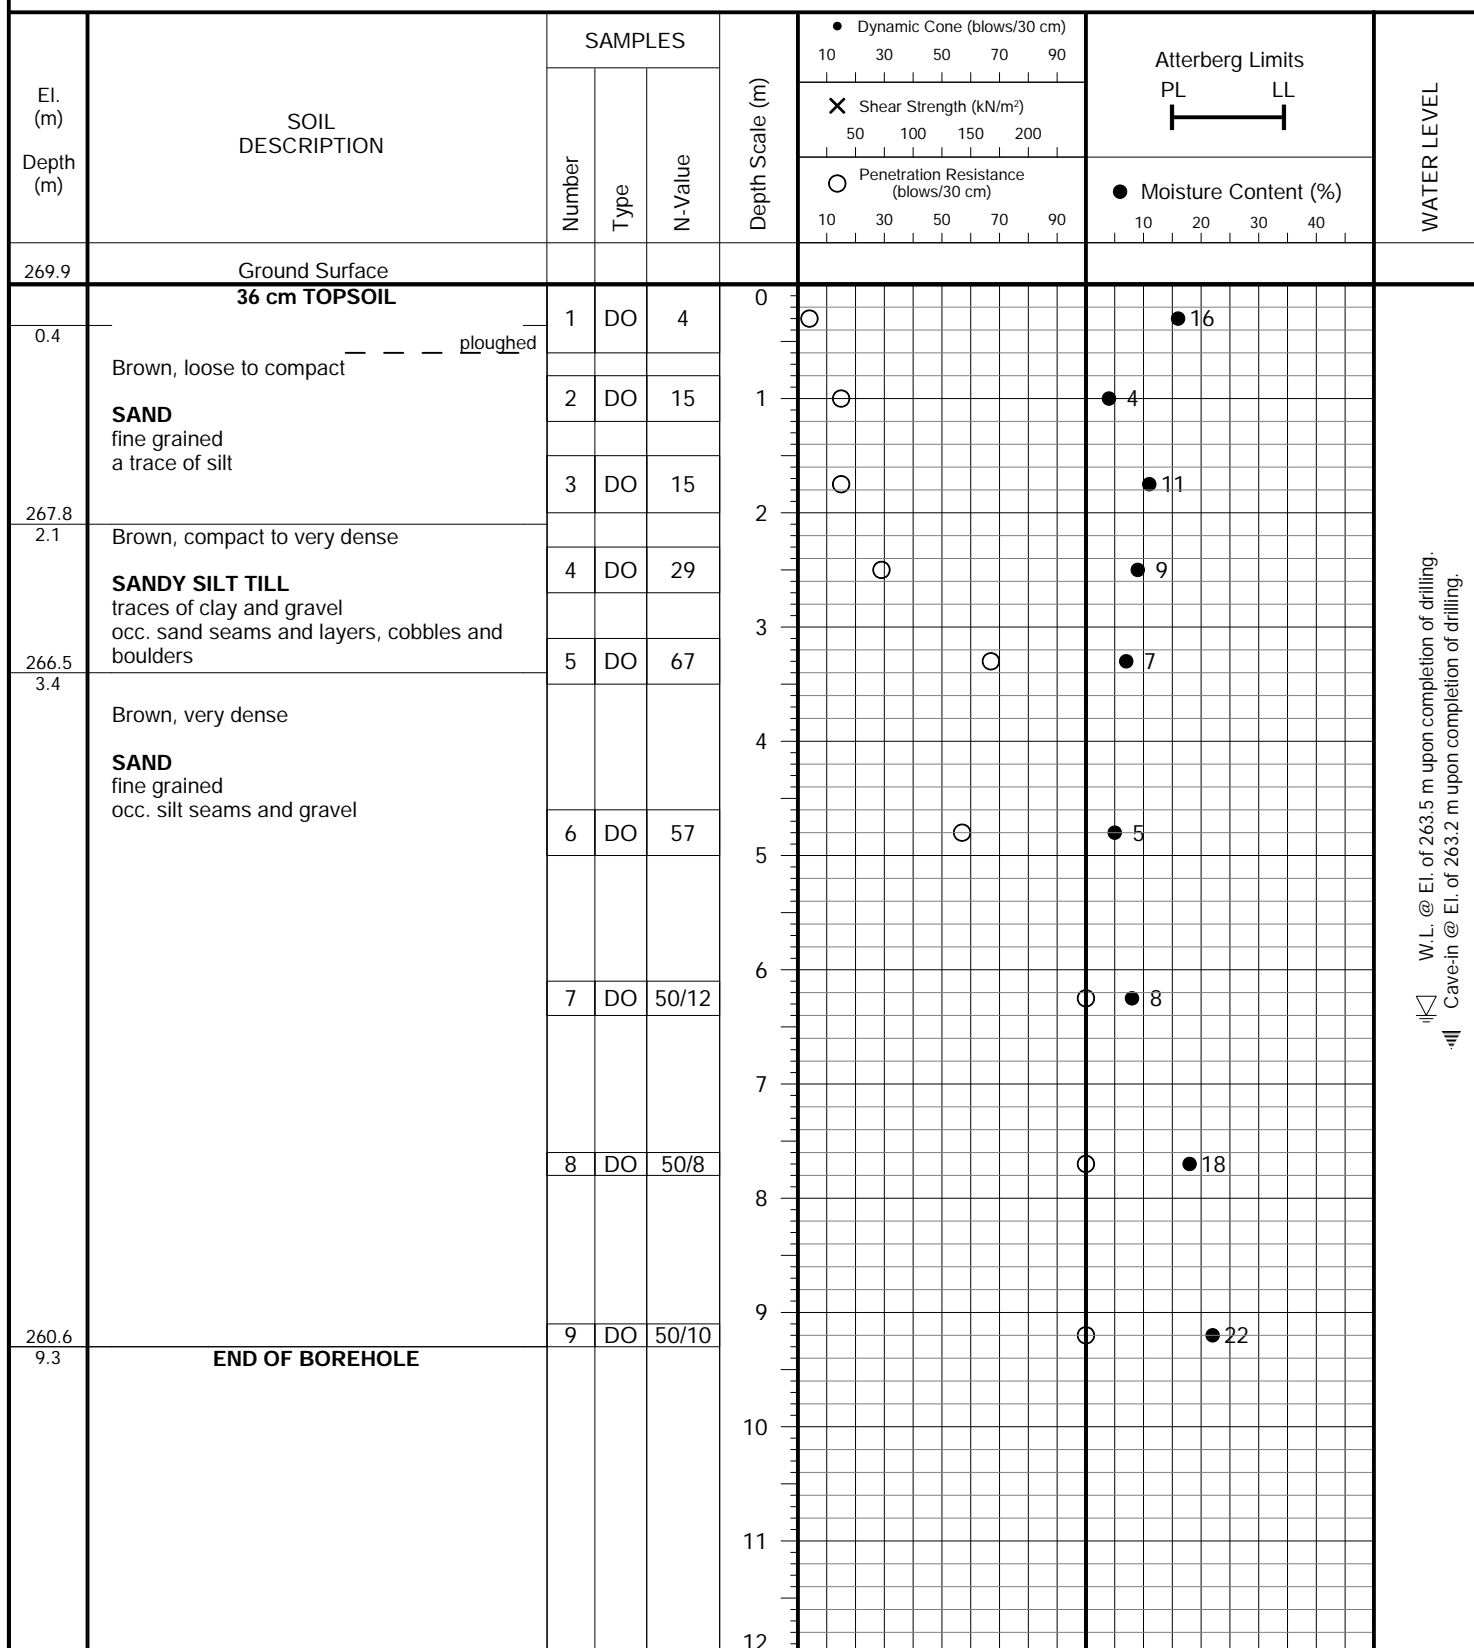 El.
(m)
Depth
(m)
SOIL
DESCRIPTION
SAMPLES
Number
Type
N-Value
Depth Scale (m)
Dynamic Cone (blows/30 cm)
10 30 50 70 90
Shear Strength (kN/m²)
50 100 150 200
Penetration Resistance
(blows/30 cm)
10 30 50 70 90
Atterberg Limits
PL LL
Moisture Content (%)
10 20 30 40
WATER LEVEL
269.9 Ground Surface
36 cm TOPSOIL
0
1 DO 4 16
0.4
ploughed
Brown, loose to compact
2 DO 15 1 4
SAND
fine grained
a trace of silt
3 DO 15 11
267.8
2
2.1
Brown, compact to very dense
4 DO 29 9
SANDY SILT TILL
traces of clay and gravel
occ. sand seams and layers, cobbles and
boulders
3
266.5
5 DO 67 7
3.4
Brown, very dense
4
SAND
fine grained
occ. silt seams and gravel
6 DO 57 5
5
6
7 DO 50/12 8
7
8 DO 50/8 18
8
9
260.6
9 DO 50/10 22
9.3
END OF BOREHOLE
10
11
12
W.L. @ El. of 263.5 m upon completion of drilling.
Cave-in @ El. of 263.2 m upon completion of drilling.